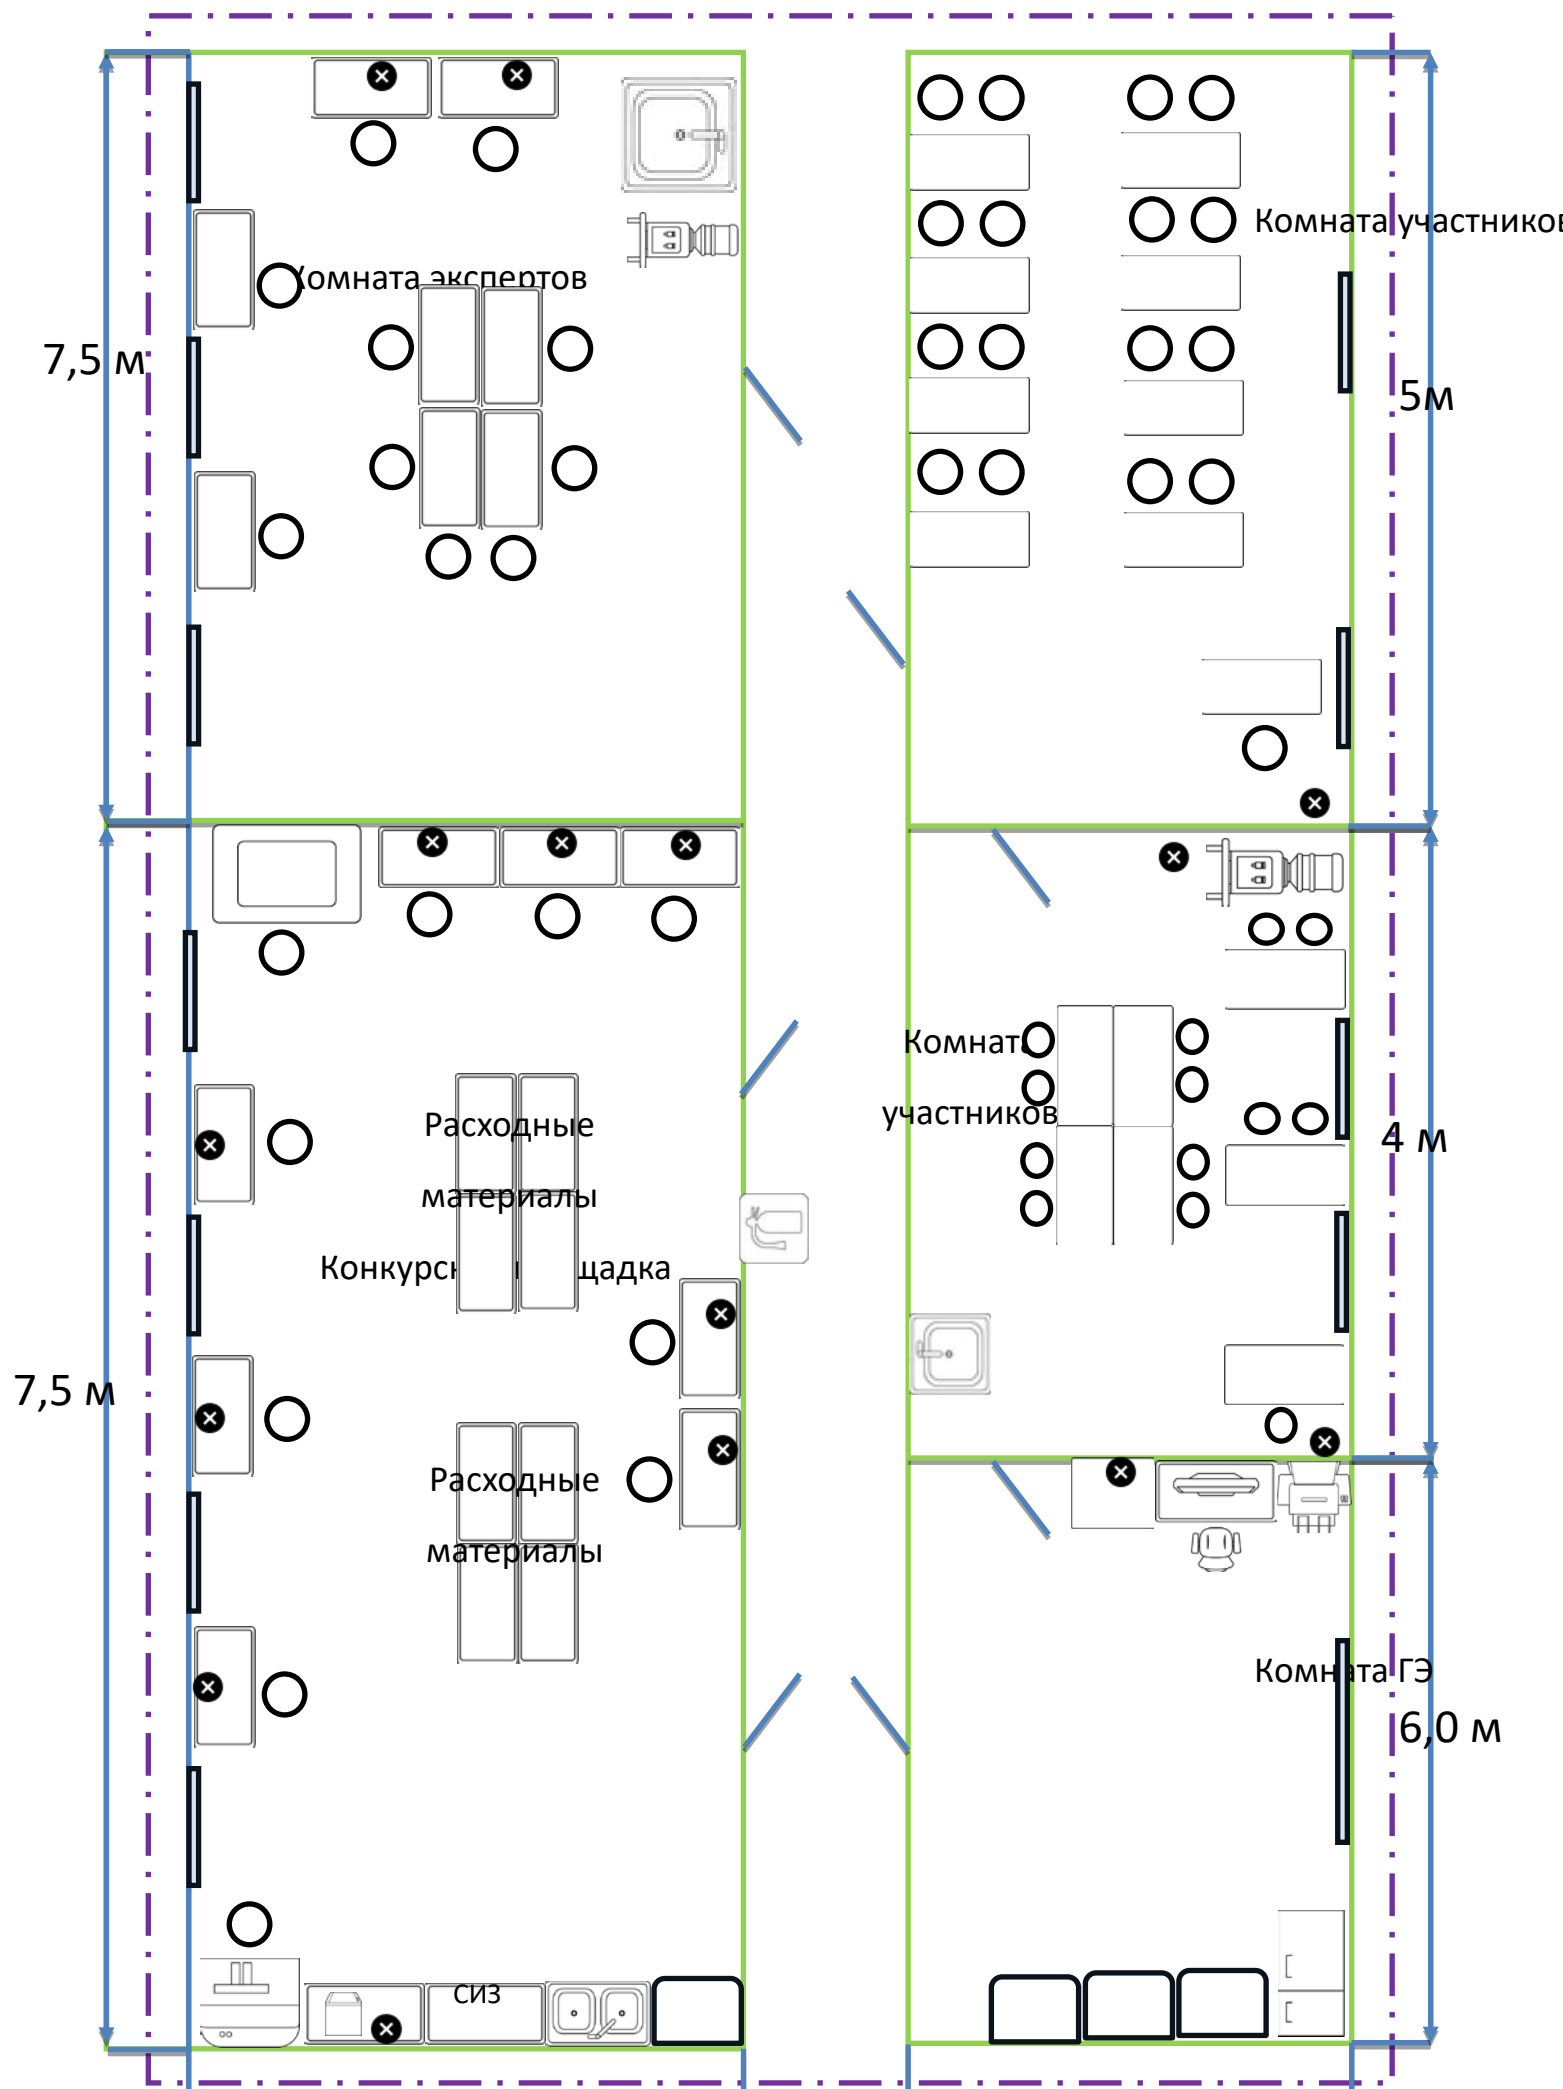 Комната участников
Комната экспертов
7,5 м
5м
Комната
участников
Расходные
материалы
4 м
площадка
7,5 м
Расходные
материалы
Комната ГЭ
6,0 м
СИЗ